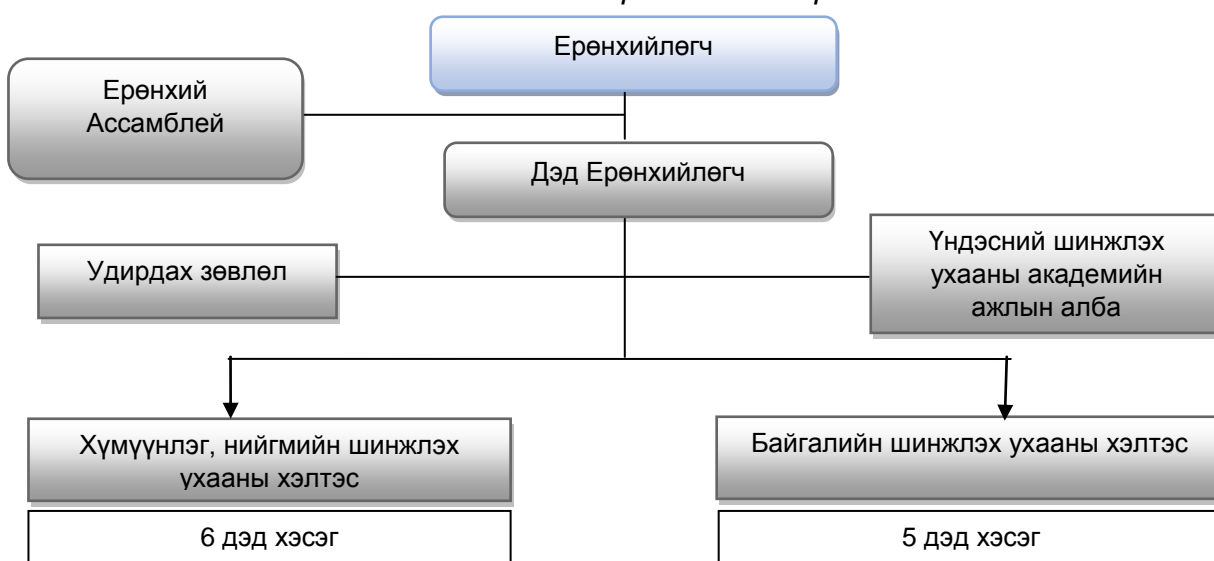 Ерөнхийлөгч
Ерөнхий
Ассамблей
Дэд Ерөнхийлөгч
Удирдах зөвлөл
Үндэсний шинжлэх
ухааны академийн
ажлын алба
Хүмүүнлэг, нийгмийн шинжлэх
ухааны хэлтэс
Байгалийн шинжлэх ухааны хэлтэс
6 дэд хэсэг
5 дэд хэсэг